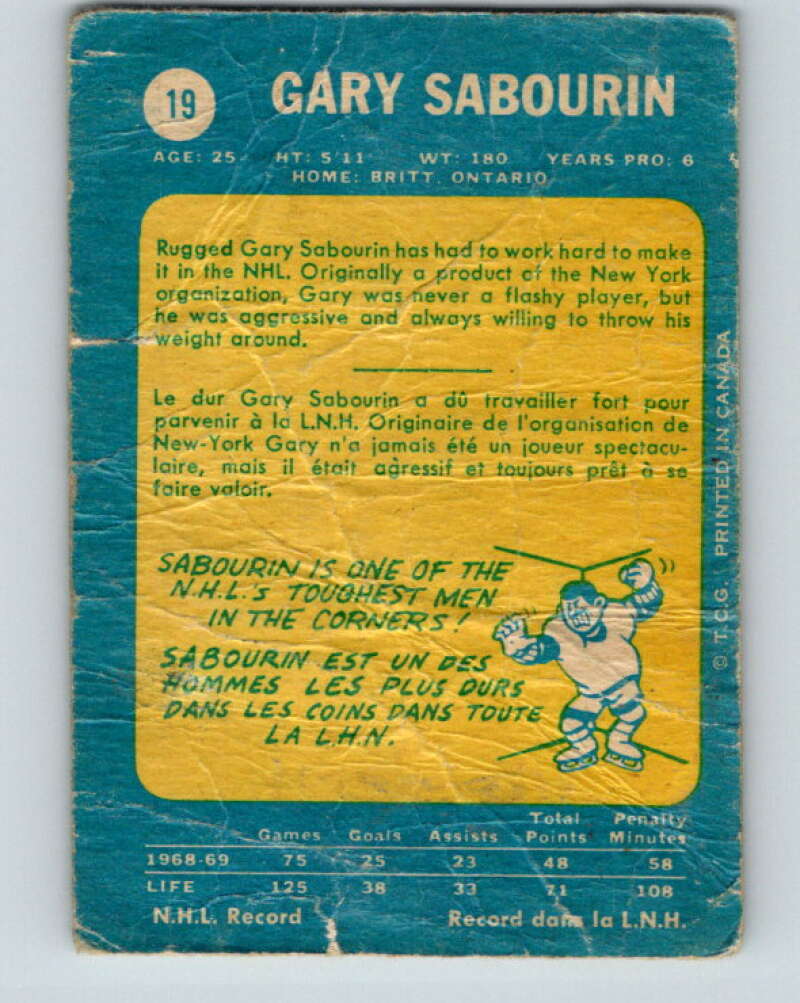 19
GARY SABOURIN
AGE: 25 HT: 5'11 WT: 180 YEARS PRO: 6
HOME: BRITT, ONTARIO
Rugged Gary Sabourin has had to work hard to make
it in the NHL. Originally a product of the New York
organization, Gary was never a flashy player, but
he was aggressive and always willing to throw his
weight around.
Le dur Gary Sabourin a dû travailler fort pour
parvenir à la L.N.H. Originaire de l'organisation de
New-York Gary n'a jamais été un joueur spectacu-
laire, mais il était agressif et toujours prêt à se
faire valoir.
SABOURIN IS ONE OF THE
N.H.L.'S TOUGHEST MEN
IN THE CORNERS!
SABOURIN EST UN DES
HOMMES LES PLUS DURS
DANS LES COINS DANS TOUTE
LA L.H.N.
© T.C.G. PRINTED IN CANADA
Total Penalty
Games Goals Assists Points Minutes
1968-69 75 25 23 48 58
LIFE 125 38 33 71 108
N.H.L. Record Record dans la L.N.H.